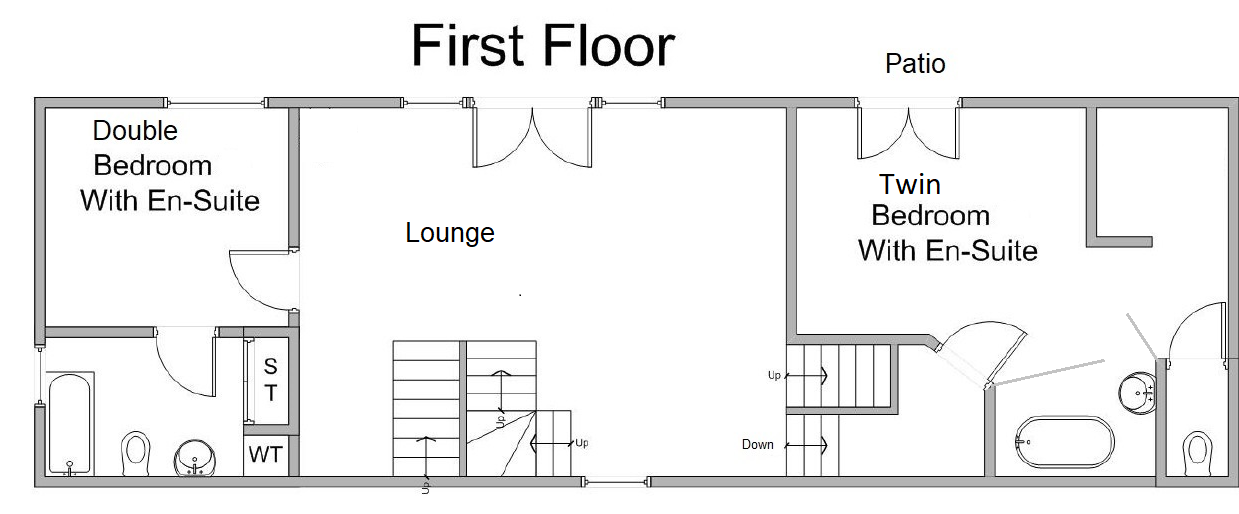 First Floor
Patio
Double
Bedroom
With En-Suite
Twin
Bedroom
With En-Suite
Lounge
S
T
WT
Up
Up
Up
Up
Down